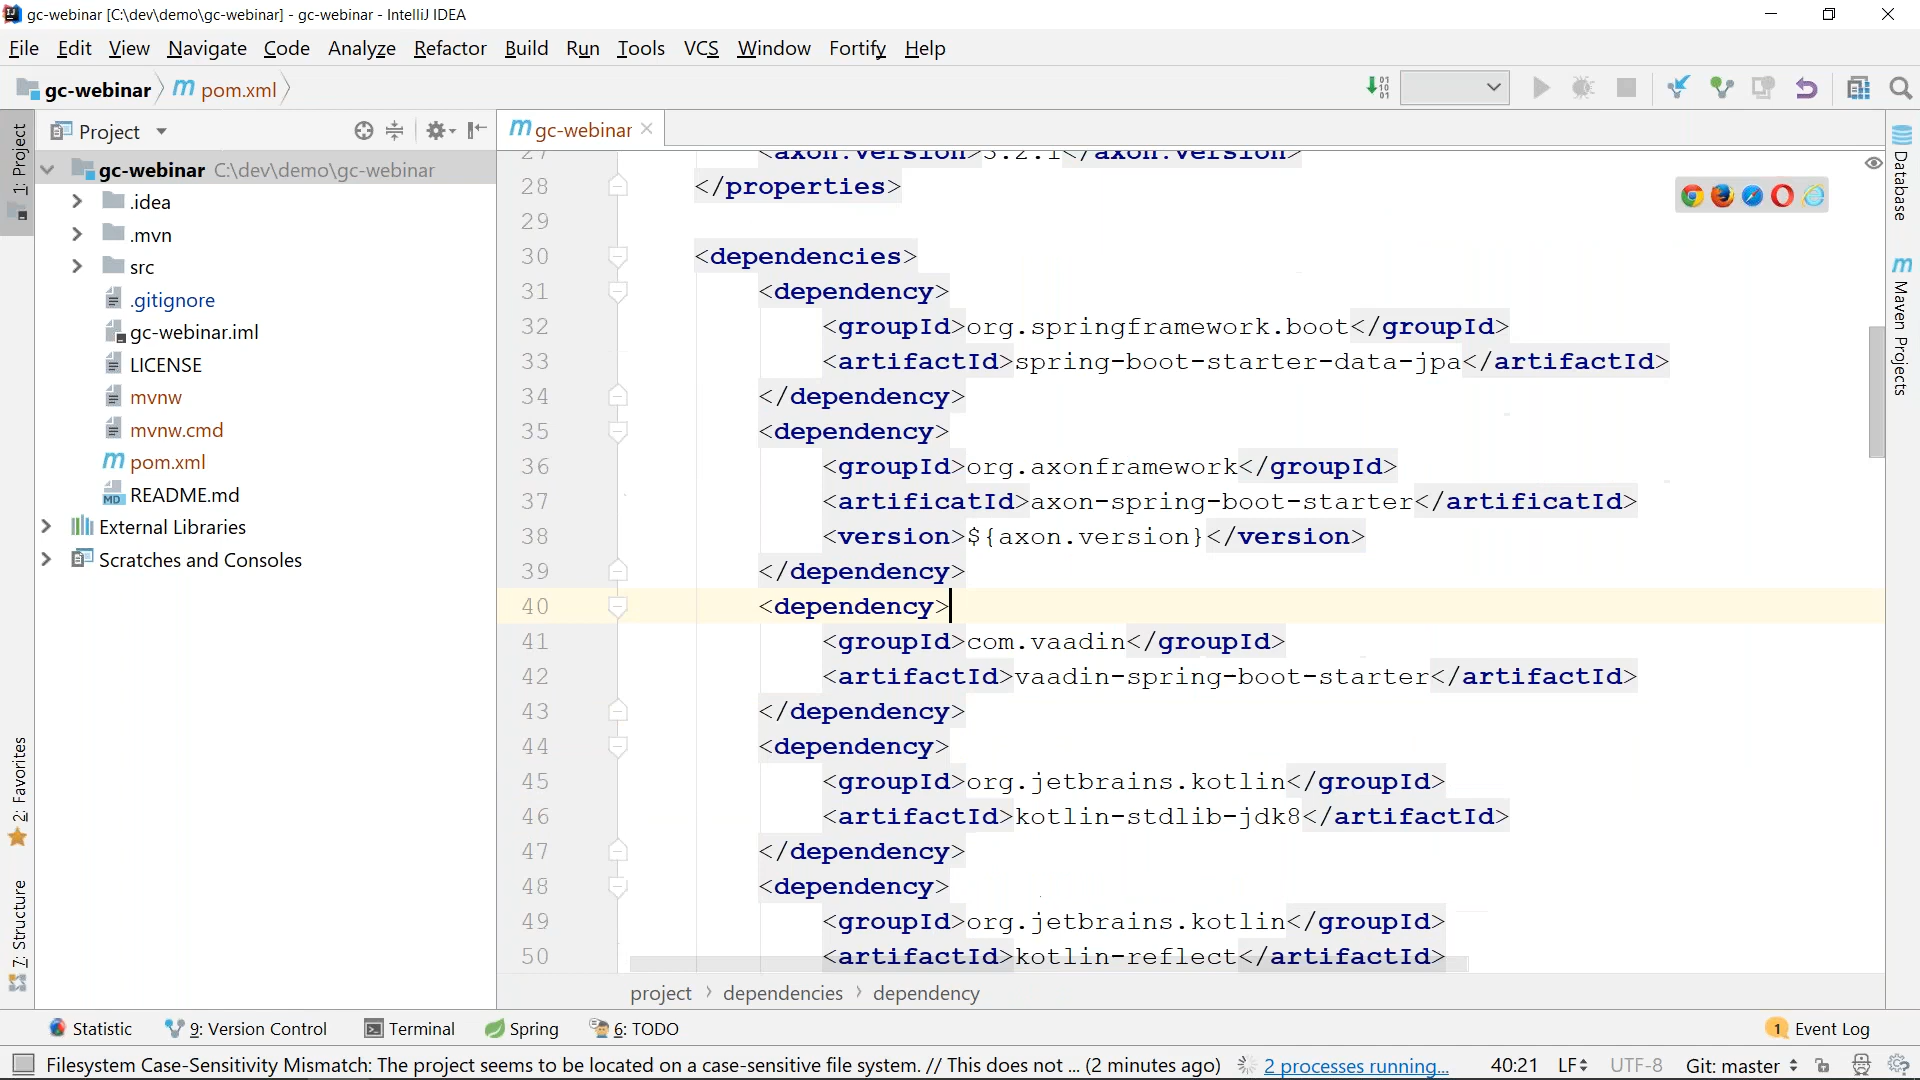 gc-webinar [C:\dev\demo\gc-webinar] - gc-webinar - IntelliJ IDEA
File Edit View Navigate Code Analyze Refactor Build Run Tools VCS Window Fortify Help
gc-webinar pom.xml
Project
gc-webinar
1: Project
2: Favorites
7: Structure
gc-webinar C:\dev\demo\gc-webinar
.idea
.mvn
src
.gitignore
gc-webinar.iml
LICENSE
mvnw
mvnw.cmd
pom.xml
README.md
External Libraries
Scratches and Consoles
27 <axon.version>3.2.1</axon.version>
28 </properties>
29
30 <dependencies>
31 <dependency>
32 <groupId>org.springframework.boot</groupId>
33 <artifactId>spring-boot-starter-data-jpa</artifactId>
34 </dependency>
35 <dependency>
36 <groupId>org.axonframework</groupId>
37 <artificatId>axon-spring-boot-starter</artificatId>
38 <version>${axon.version}</version>
39 </dependency>
40 <dependency>
41 <groupId>com.vaadin</groupId>
42 <artifactId>vaadin-spring-boot-starter</artifactId>
43 </dependency>
44 <dependency>
45 <groupId>org.jetbrains.kotlin</groupId>
46 <artifactId>kotlin-stdlib-jdk8</artifactId>
47 </dependency>
48 <dependency>
49 <groupId>org.jetbrains.kotlin</groupId>
50 <artifactId>kotlin-reflect</artifactId>
Database
Maven Projects
project › dependencies › dependency
Statistic 9: Version Control Terminal Spring 6: TODO 1 Event Log
Filesystem Case-Sensitivity Mismatch: The project seems to be located on a case-sensitive file system. // This does not ... (2 minutes ago) 2 processes running... 40:21 LF UTF-8 Git: master